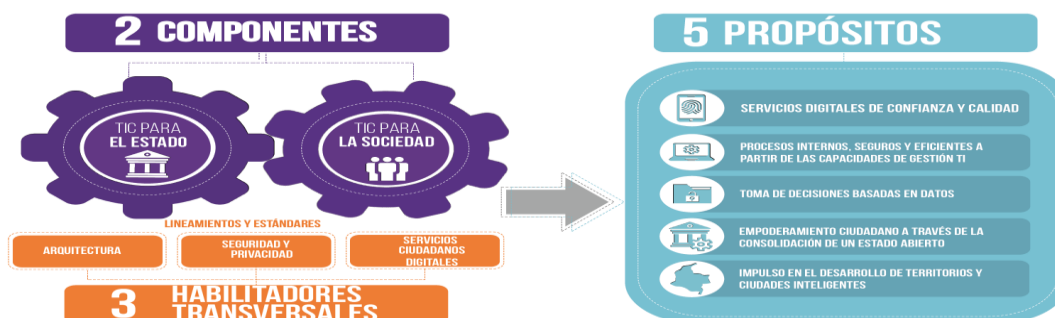 2 COMPONENTES
TIC PARA
EL ESTADO
TIC PARA
LA SOCIEDAD
LINEAMIENTOS Y ESTÁNDARES
ARQUITECTURA
SEGURIDAD Y
PRIVACIDAD
SERVICIOS
CIUDADANOS
DIGITALES
3 HABILITADORES
TRANSVERSALES
5 PROPÓSITOS
SERVICIOS DIGITALES DE CONFIANZA Y CALIDAD
PROCESOS INTERNOS, SEGUROS Y EFICIENTES A
PARTIR DE LAS CAPACIDADES DE GESTIÓN TI
TOMA DE DECISIONES BASADAS EN DATOS
EMPODERAMIENTO CIUDADANO A TRAVÉS DE LA
CONSOLIDACIÓN DE UN ESTADO ABIERTO
IMPULSO EN EL DESARROLLO DE TERRITORIOS Y
CIUDADES INTELIGENTES